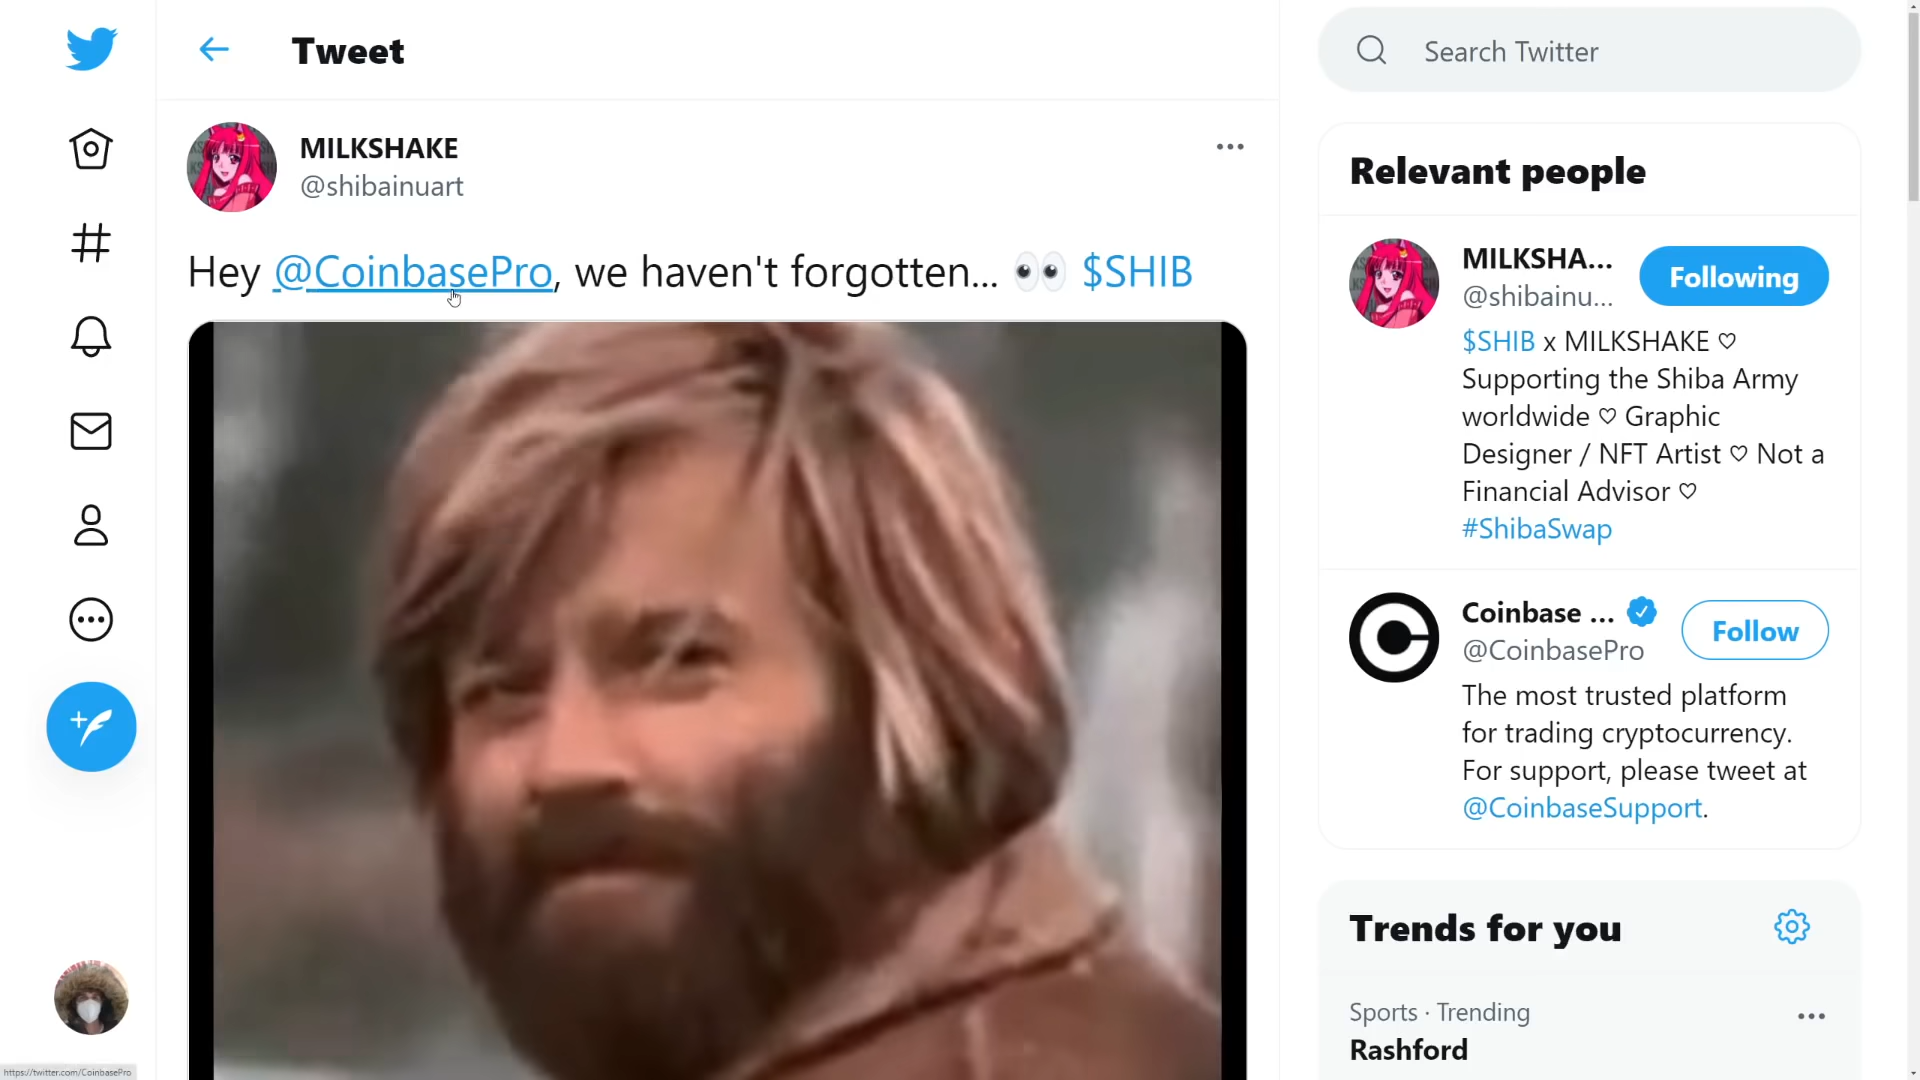 Tweet
MILKSHAKE
@shibainuart
Hey @CoinbasePro, we haven't forgotten... 👀 $SHIB
Search Twitter
Relevant people
MILKSHA...
@shibainu...
Following
$SHIB x MILKSHAKE ♡
Supporting the Shiba Army
worldwide ♡ Graphic
Designer / NFT Artist ♡ Not a
Financial Advisor ♡
#ShibaSwap
Coinbase ...
@CoinbasePro
Follow
The most trusted platform
for trading cryptocurrency.
For support, please tweet at
@CoinbaseSupport.
Trends for you
Sports · Trending
Rashford
https://twitter.com/CoinbasePro